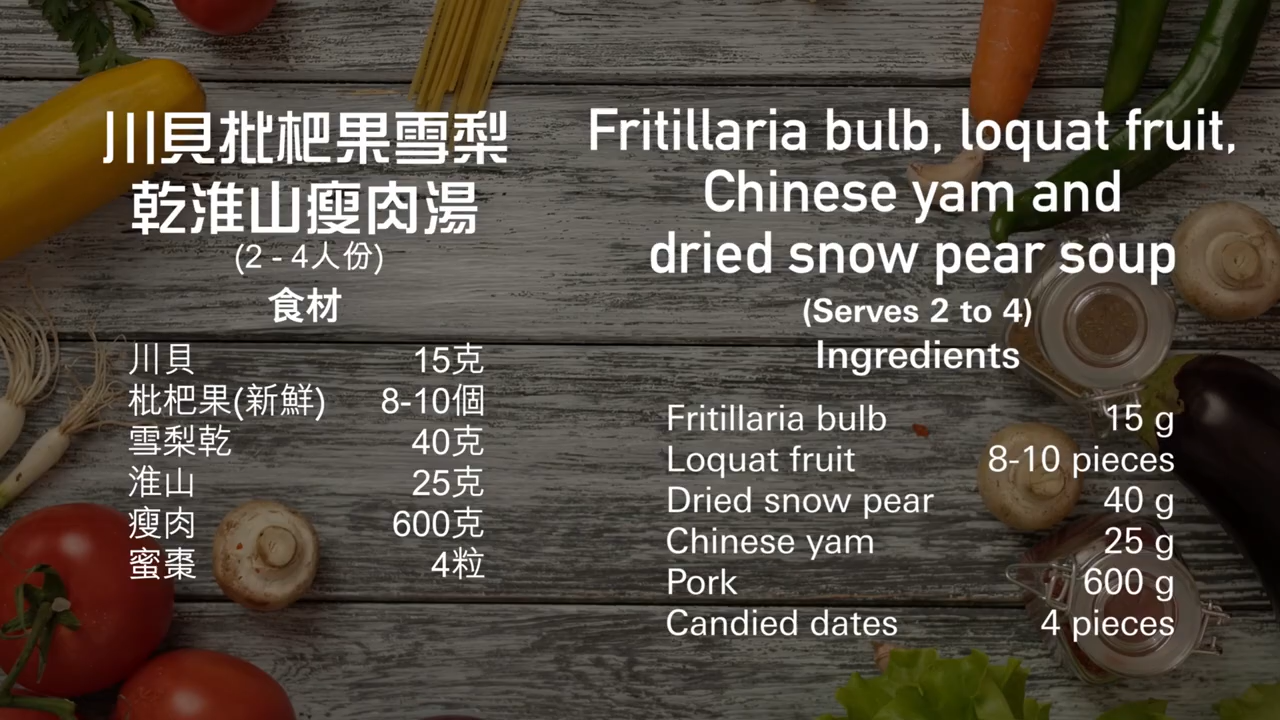 川貝枇杷果雪梨
乾淮山瘦肉湯
(2 - 4人份)
食材
川貝 15克
枇杷果(新鮮) 8-10個
雪梨乾 40克
淮山 25克
瘦肉 600克
蜜棗 4粒
Fritillaria bulb, loquat fruit,
Chinese yam and
dried snow pear soup
(Serves 2 to 4)
Ingredients
Fritillaria bulb 15 g
Loquat fruit 8-10 pieces
Dried snow pear 40 g
Chinese yam 25 g
Pork 600 g
Candied dates 4 pieces